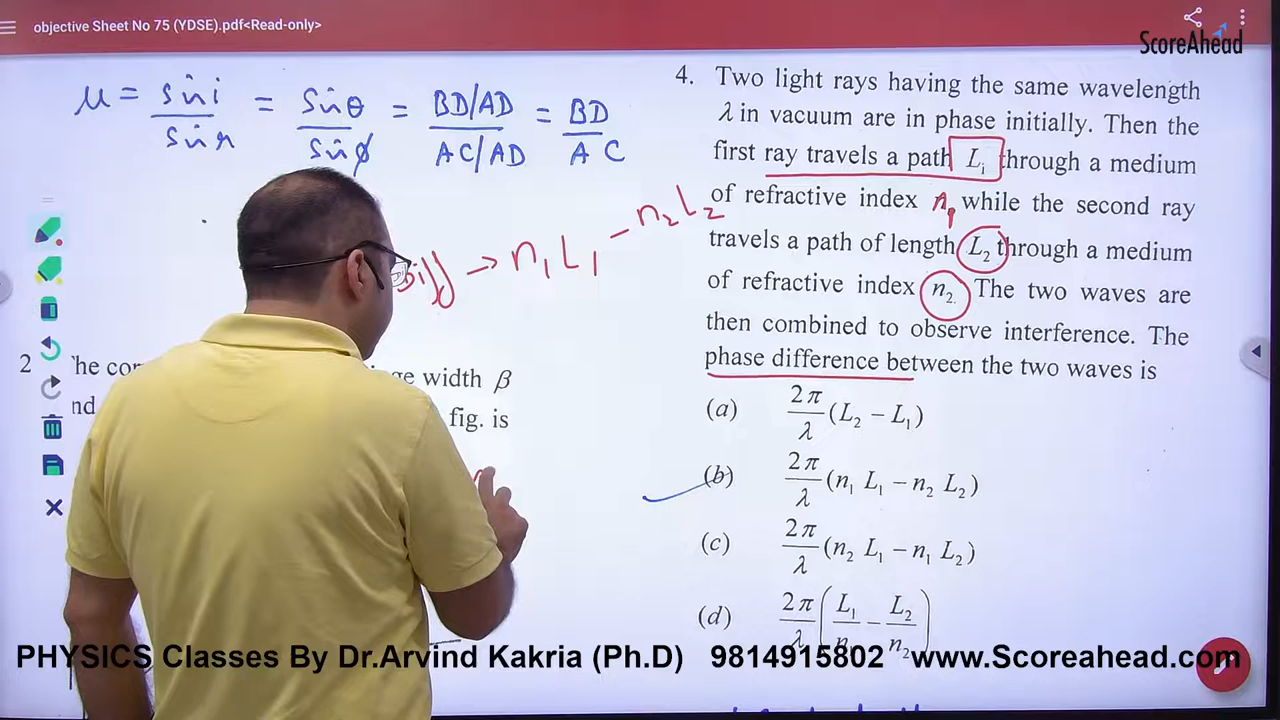 objective Sheet No 75 (YDSE).pdf<Read-only>
ScoreAhead
μ = sin i / sin r = sin θ / sin ϕ = BD/AD / AC/AD = BD / AC
diff → n₁L₁ - n₂L₂
2
width β
nd
fig. is
4. Two light rays having the same wavelength
λ in vacuum are in phase initially. Then the
first ray travels a path L₁ through a medium
of refractive index n₁ while the second ray
travels a path of length L₂ through a medium
of refractive index n₂. The two waves are
then combined to observe interference. The
phase difference between the two waves is
(a) 2π/λ (L₂ − L₁)
(b) 2π/λ (n₁ L₁ − n₂ L₂)
(c) 2π/λ (n₂ L₁ − n₁ L₂)
(d) 2π/λ (L₁/n₁ − L₂/n₂)
PHYSICS Classes By Dr.Arvind Kakria (Ph.D) 9814915802 www.Scoreahead.com